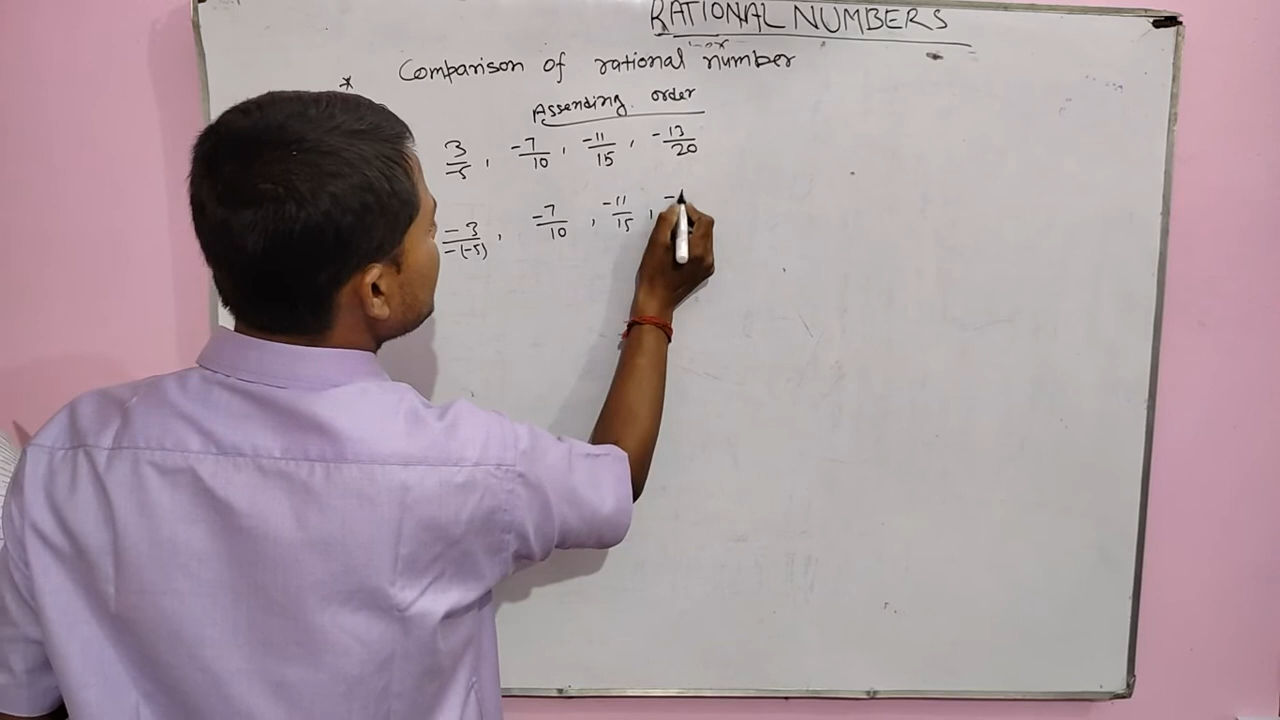 RATIONAL NUMBERS
* Comparison of rational number
Assending order
3/-5, -7/10, -11/15, -13/20
-3/-(-5), -7/10, -11/15, -